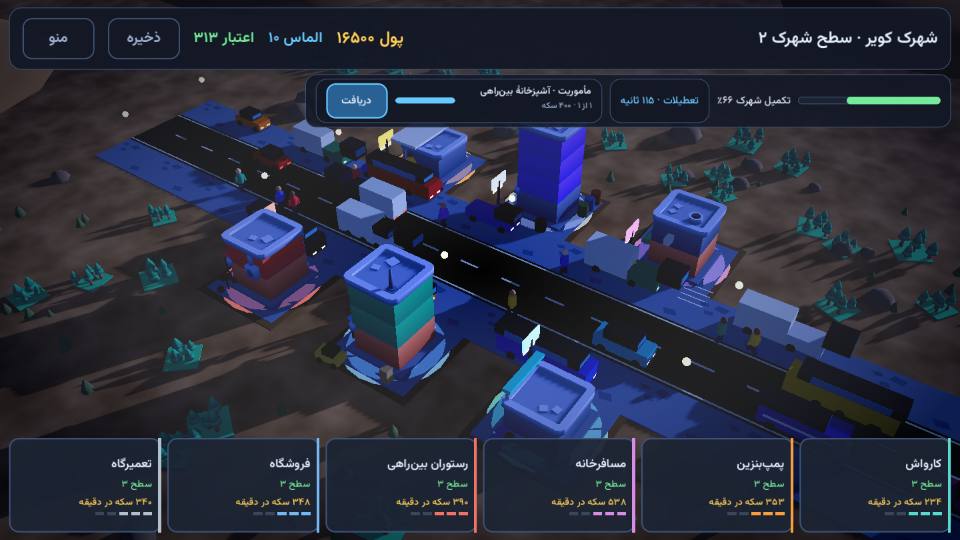 شهرک کویر · سطح شهرک ۲
پول ۱۶۵۰۰
الماس ۱۰
اعتبار ۳۱۳
ذخیره
منو
تکمیل شهرک ۶۶٪
تعطیلات · ۱۱۵ ثانیه
مأموریت · آشپزخانهٔ بین‌راهی
۱ از ۱ · ۴۰۰ سکه
دریافت
کارواش
سطح ۳
۲۳۴ سکه در دقیقه
پمپ‌بنزین
سطح ۳
۳۵۳ سکه در دقیقه
مسافرخانه
سطح ۳
۵۳۸ سکه در دقیقه
رستوران بین‌راهی
سطح ۳
۳۹۰ سکه در دقیقه
فروشگاه
سطح ۳
۳۴۸ سکه در دقیقه
تعمیرگاه
سطح ۳
۳۴۰ سکه در دقیقه